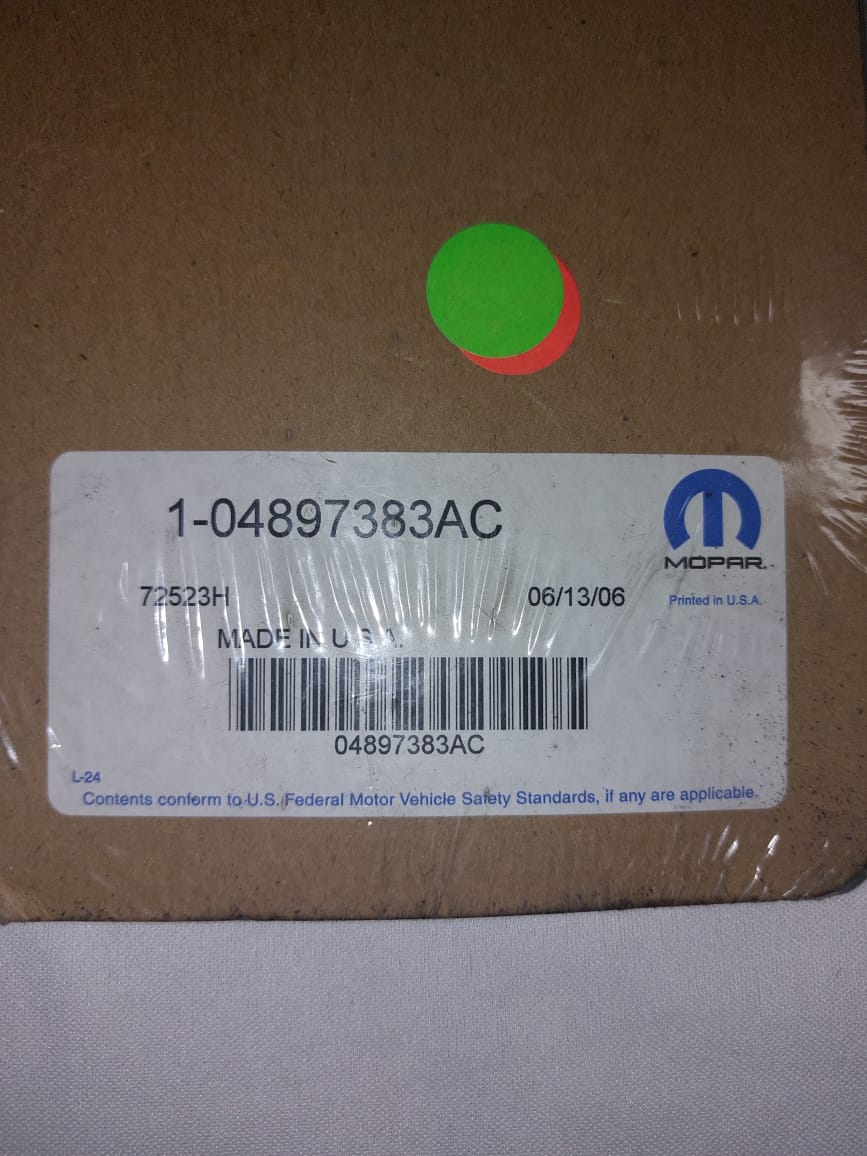 1-04897383AC
MOPAR.
72523H
06/13/06
Printed in U.S.A.
MADE IN U.S.A.
04897383AC
L-24
Contents conform to U.S. Federal Motor Vehicle Safety Standards, if any are applicable.